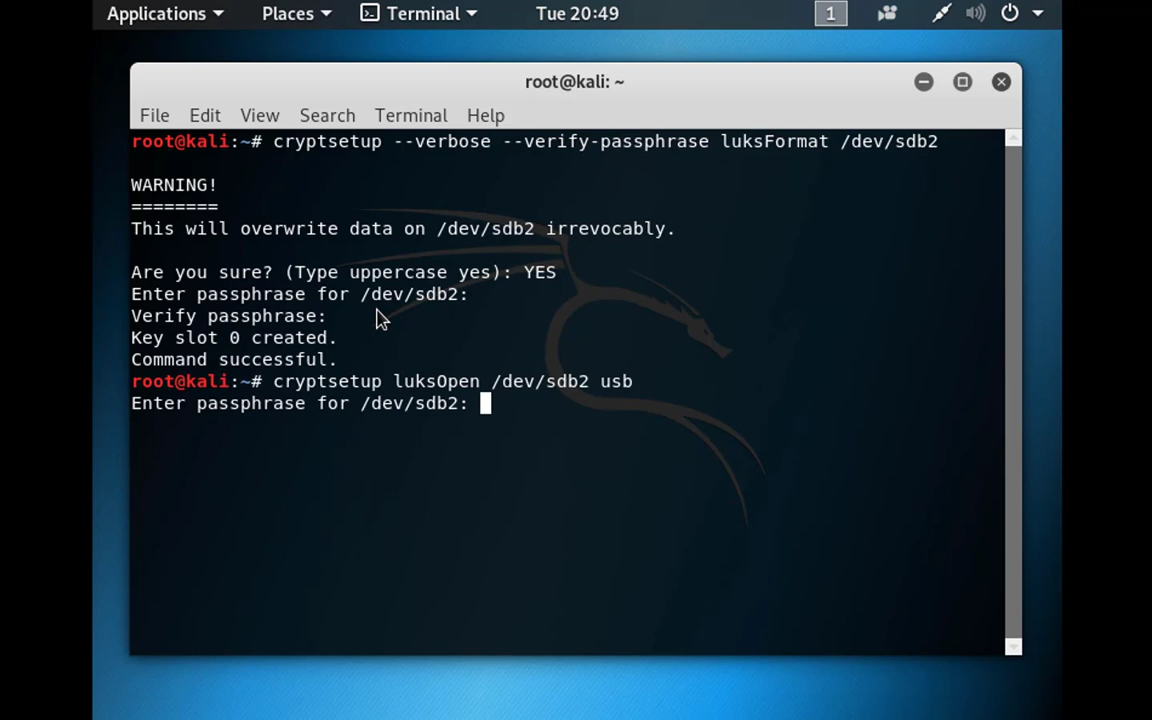 Applications Places Terminal Tue 20:49 1
root@kali: ~
File Edit View Search Terminal Help
root@kali:~# cryptsetup --verbose --verify-passphrase luksFormat /dev/sdb2
WARNING!
========
This will overwrite data on /dev/sdb2 irrevocably.
Are you sure? (Type uppercase yes): YES
Enter passphrase for /dev/sdb2:
Verify passphrase:
Key slot 0 created.
Command successful.
root@kali:~# cryptsetup luksOpen /dev/sdb2 usb
Enter passphrase for /dev/sdb2: